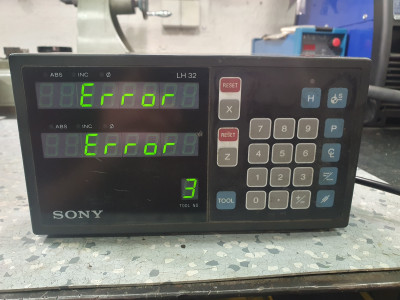 ABS INC Ø LH 32
Error
ABS INC Ø
Error
3
TOOL NO
SONY
RESET
X
RESET
Z
TOOL
7 8 9
4 5 6
1 2 3
0 . +/-
H
P